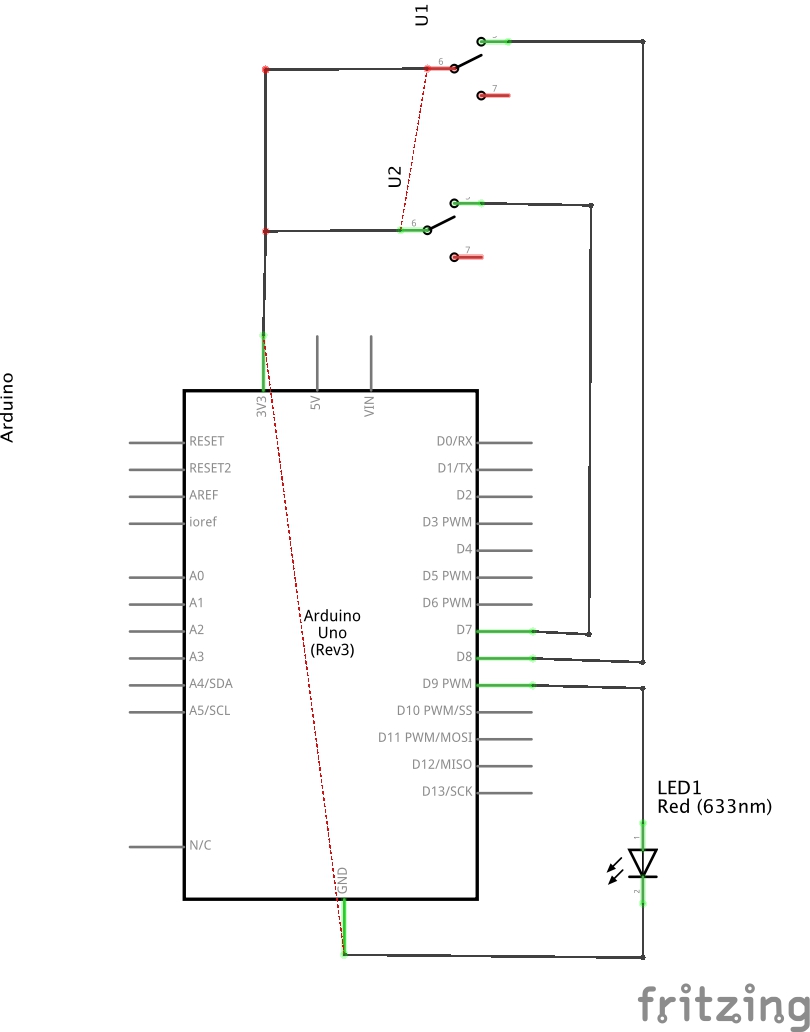 U1
6
7
U2
6
7
3V3
5V
VIN
Arduino
RESET
RESET2
AREF
ioref
A0
A1
A2
A3
A4/SDA
A5/SCL
N/C
D0/RX
D1/TX
D2
D3 PWM
D4
D5 PWM
D6 PWM
D7
D8
D9 PWM
D10 PWM/SS
D11 PWM/MOSI
D12/MISO
D13/SCK
Arduino
Uno
(Rev3)
GND
LED1
Red (633nm)
1
2
fritzing